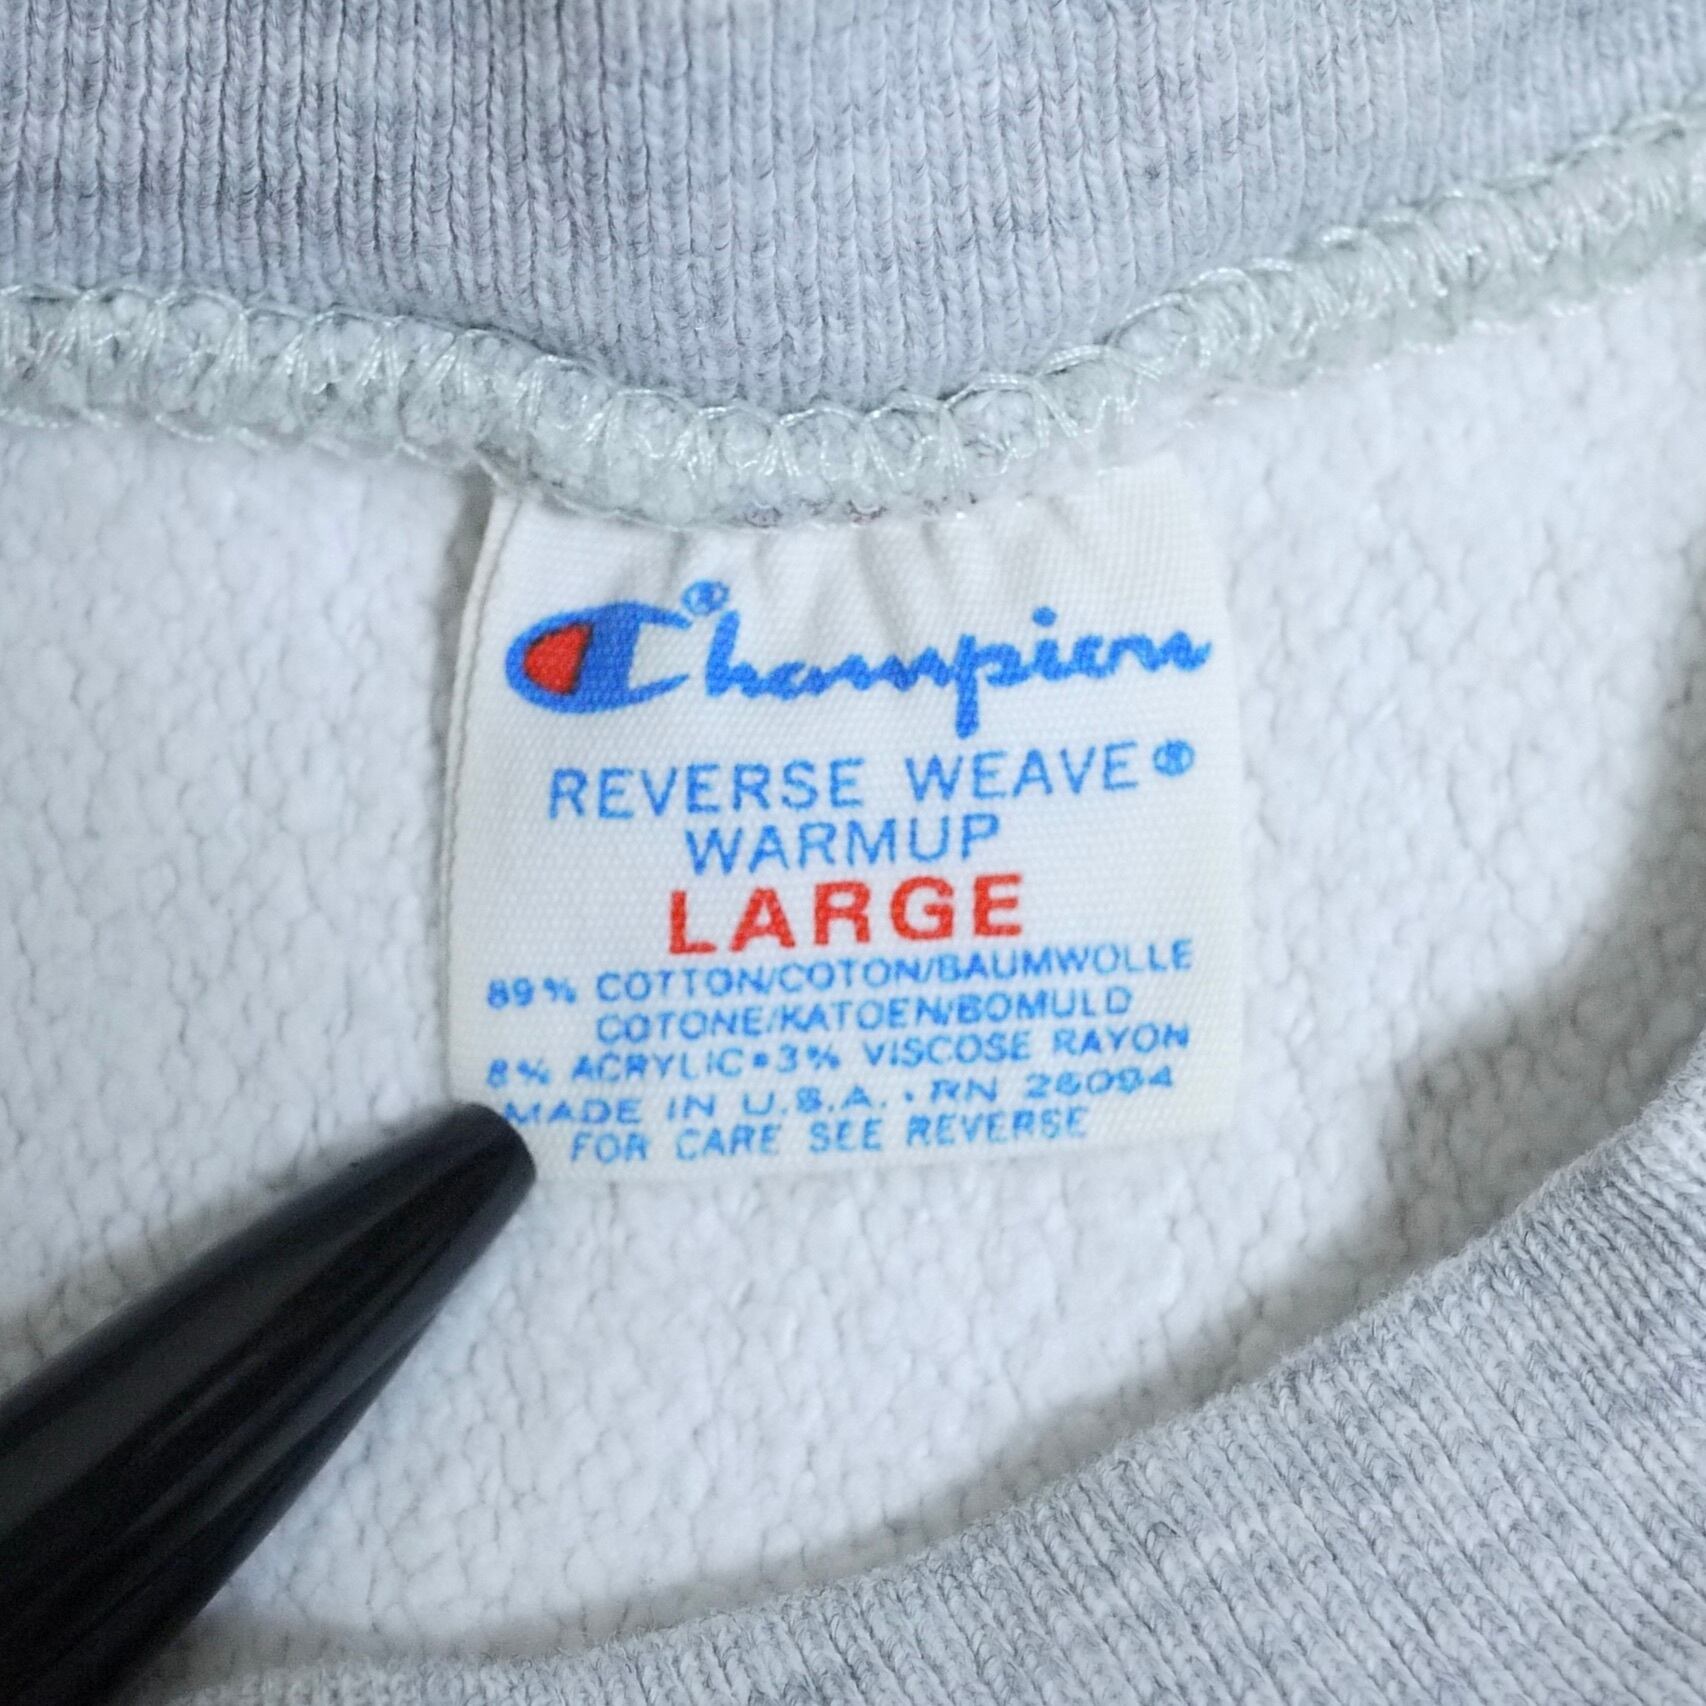 Champion®
REVERSE WEAVE®
WARMUP
LARGE
89% COTTON/COTON/BAUMWOLLE
COTONE/KATOEN/BOMULD
8% ACRYLIC•3% VISCOSE RAYON
MADE IN U.S.A. • RN 26094
FOR CARE SEE REVERSE